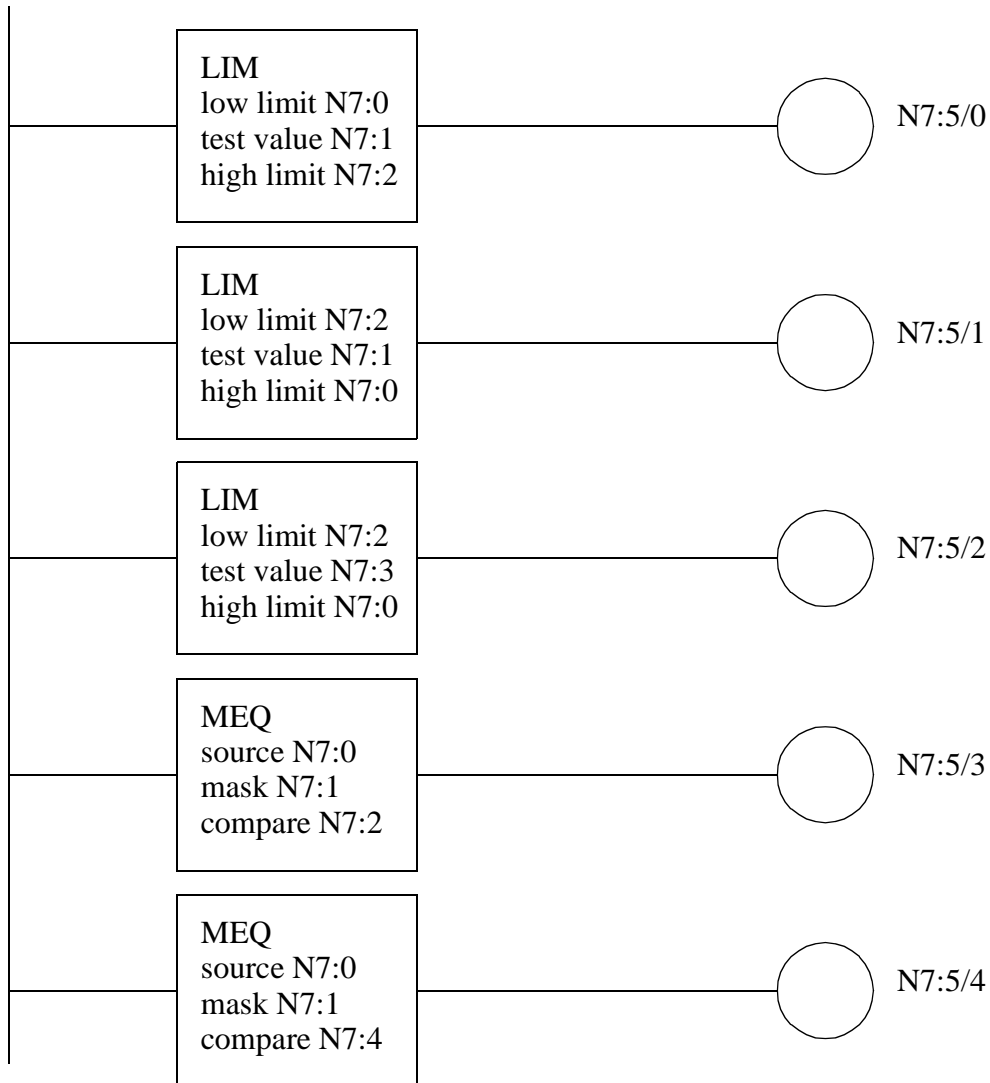 LIM
low limit N7:0
test value N7:1
high limit N7:2
N7:5/0
LIM
low limit N7:2
test value N7:1
high limit N7:0
N7:5/1
LIM
low limit N7:2
test value N7:3
high limit N7:0
N7:5/2
MEQ
source N7:0
mask N7:1
compare N7:2
N7:5/3
MEQ
source N7:0
mask N7:1
compare N7:4
N7:5/4